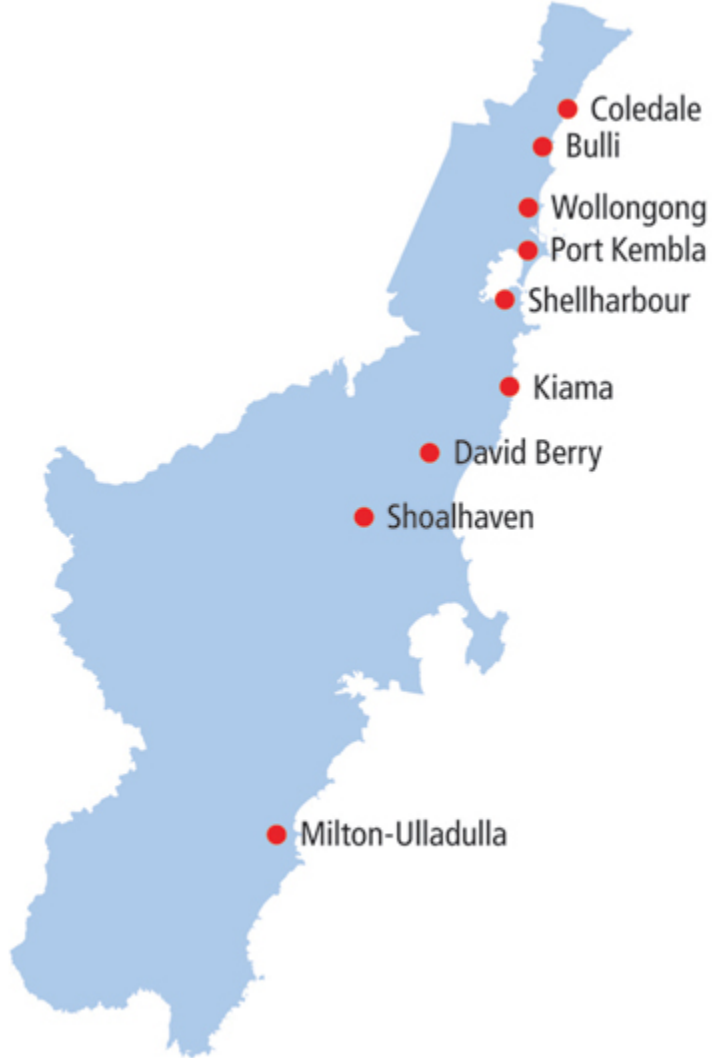 Coledale
Bulli
Wollongong
Port Kembla
Shellharbour
Kiama
David Berry
Shoalhaven
Milton-Ulladulla